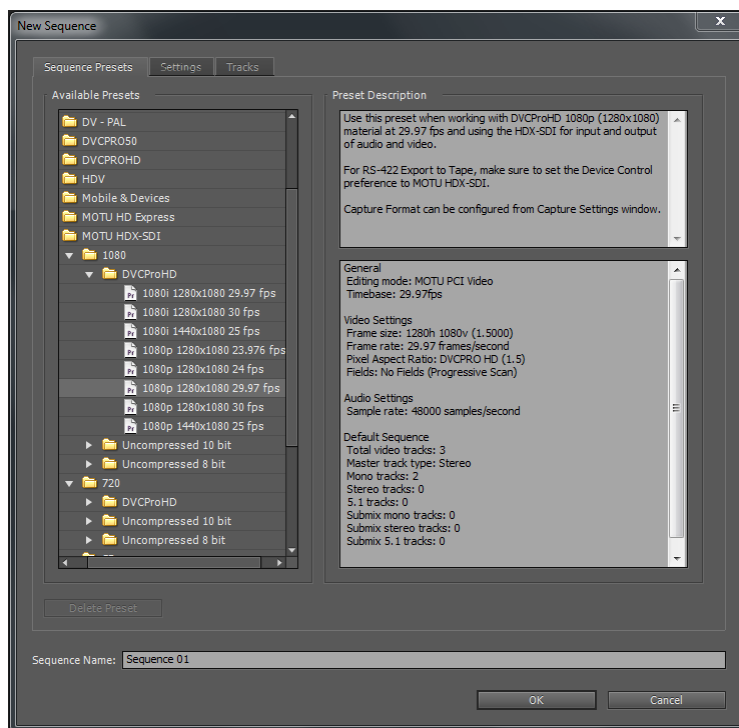 New Sequence
x
Sequence Presets
Settings
Tracks
Available Presets
DV - PAL
DVCPRO50
DVCPROHD
HDV
Mobile & Devices
MOTU HD Express
MOTU HDX-SDI
1080
DVCProHD
1080i 1280x1080 29.97 fps
1080i 1280x1080 30 fps
1080i 1440x1080 25 fps
1080p 1280x1080 23.976 fps
1080p 1280x1080 24 fps
1080p 1280x1080 29.97 fps
1080p 1280x1080 30 fps
1080p 1440x1080 25 fps
Uncompressed 10 bit
Uncompressed 8 bit
720
DVCProHD
Uncompressed 10 bit
Uncompressed 8 bit
Delete Preset
Preset Description
Use this preset when working with DVCProHD 1080p (1280x1080)
material at 29.97 fps and using the HDX-SDI for input and output
of audio and video.
For RS-422 Export to Tape, make sure to set the Device Control
preference to MOTU HDX-SDI.
Capture Format can be configured from Capture Settings window.
General
Editing mode: MOTU PCI Video
Timebase: 29.97fps
Video Settings
Frame size: 1280h 1080v (1.5000)
Frame rate: 29.97 frames/second
Pixel Aspect Ratio: DVCPRO HD (1.5)
Fields: No Fields (Progressive Scan)
Audio Settings
Sample rate: 48000 samples/second
Default Sequence
Total video tracks: 3
Master track type: Stereo
Mono tracks: 2
Stereo tracks: 0
5.1 tracks: 0
Submix mono tracks: 0
Submix stereo tracks: 0
Submix 5.1 tracks: 0
Sequence Name: Sequence 01
OK
Cancel